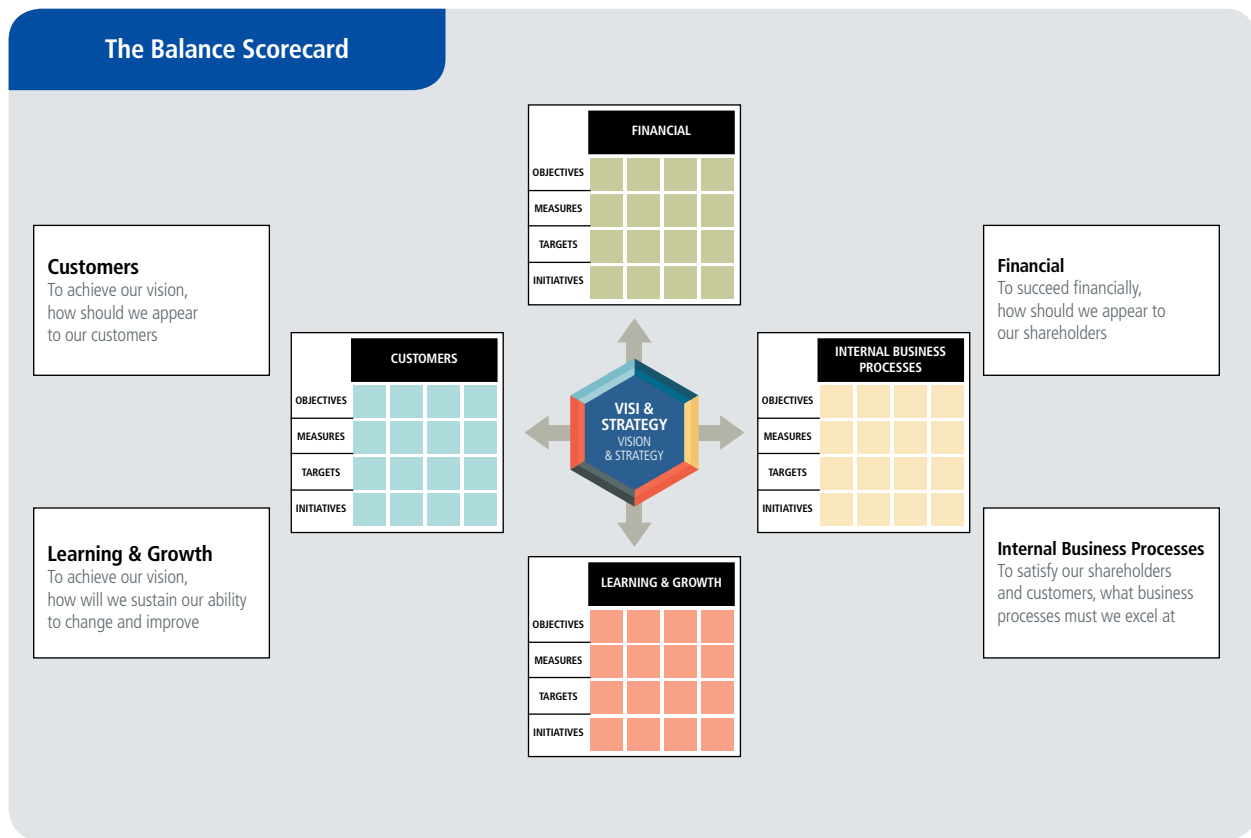 The Balance Scorecard
FINANCIAL
OBJECTIVES
MEASURES
TARGETS
INITIATIVES
Customers
To achieve our vision,
how should we appear
to our customers
Financial
To succeed financially,
how should we appear to
our shareholders
CUSTOMERS
OBJECTIVES
MEASURES
TARGETS
INITIATIVES
VISI &
STRATEGY
VISION
& STRATEGY
INTERNAL BUSINESS
PROCESSES
OBJECTIVES
MEASURES
TARGETS
INITIATIVES
Learning & Growth
To achieve our vision,
how will we sustain our ability
to change and improve
Internal Business Processes
To satisfy our shareholders
and customers, what business
processes must we excel at
LEARNING & GROWTH
OBJECTIVES
MEASURES
TARGETS
INITIATIVES